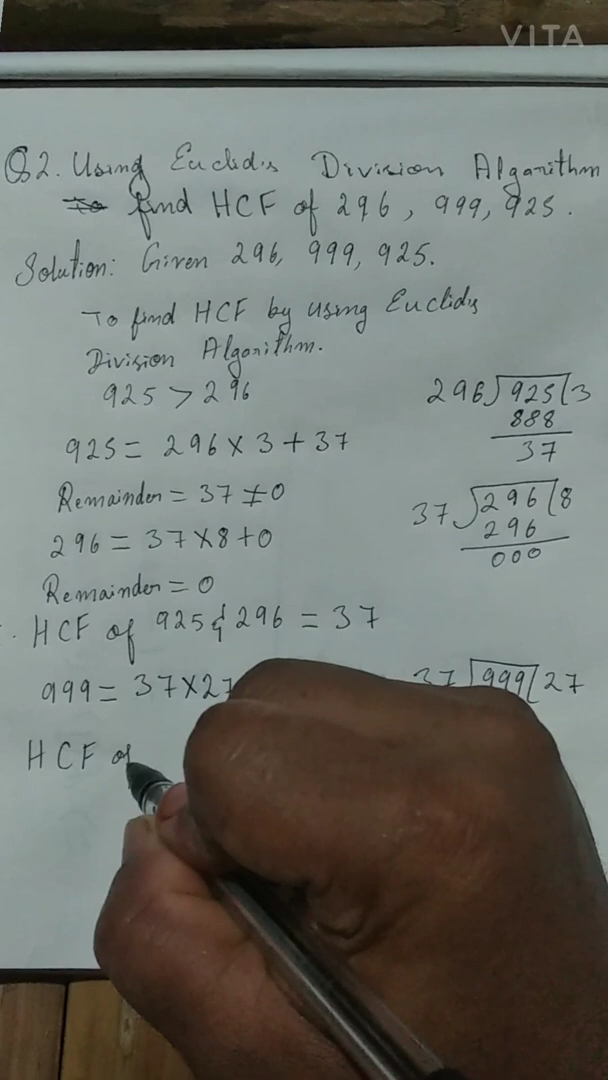 VITA
Q2. Using Euclid's Division Algorithm
find HCF of 296, 999, 925.
Solution: Given 296, 999, 925.
To find HCF by using Euclid's
Division Algorithm.
925 > 296
925 = 296 × 3 + 37
Remainder = 37 ≠ 0
296 = 37 × 8 + 0
Remainder = 0
HCF of 925 & 296 = 37
999 = 37 × 27
HCF of
296) 925 (3
888
37
37) 296 (8
296
000
37 999 (27